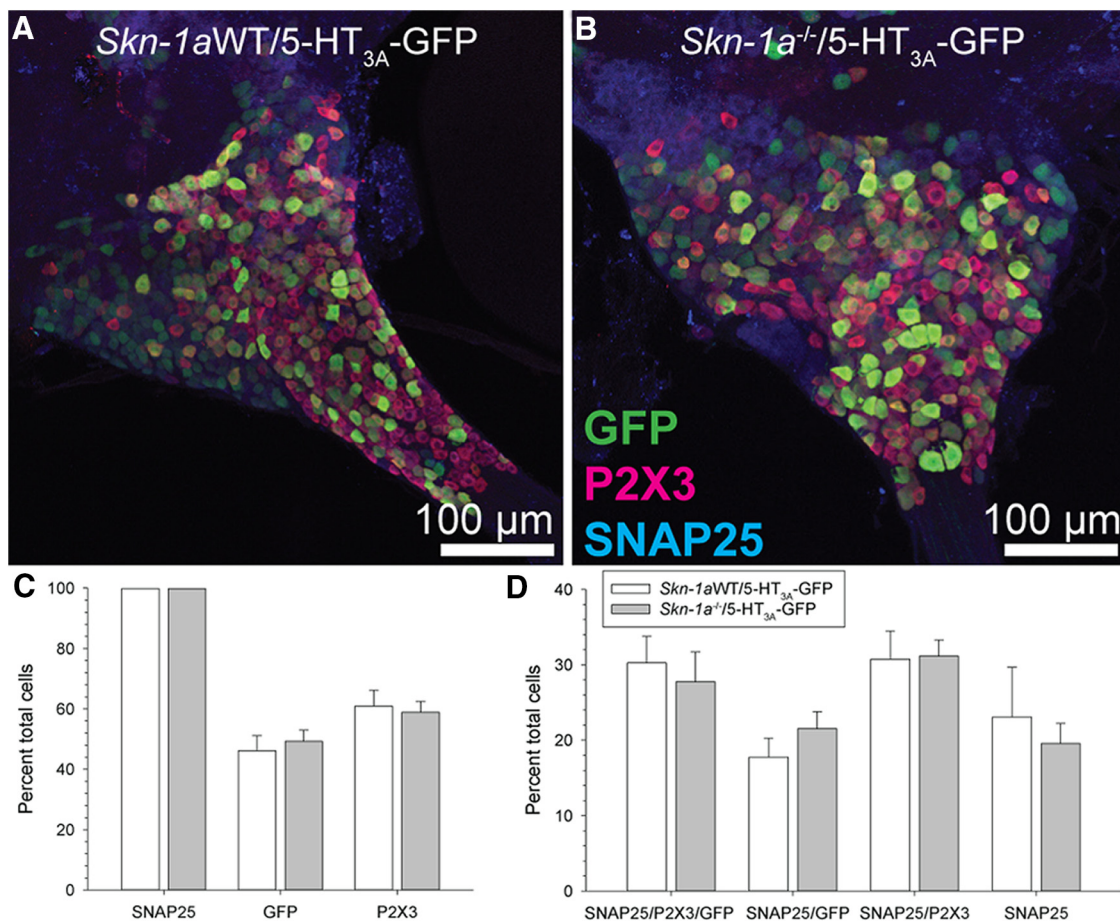 A
Skn-1aWT/5-HT3A-GFP
B
Skn-1a-/-/5-HT3A-GFP
GFP
P2X3
SNAP25
100 µm
100 µm
C
Percent total cells
100
80
60
40
20
0
SNAP25 GFP P2X3
D
Skn-1aWT/5-HT3A-GFP
Skn-1a-/-/5-HT3A-GFP
Percent total cells
40
30
20
10
0
SNAP25/P2X3/GFP SNAP25/GFP SNAP25/P2X3 SNAP25